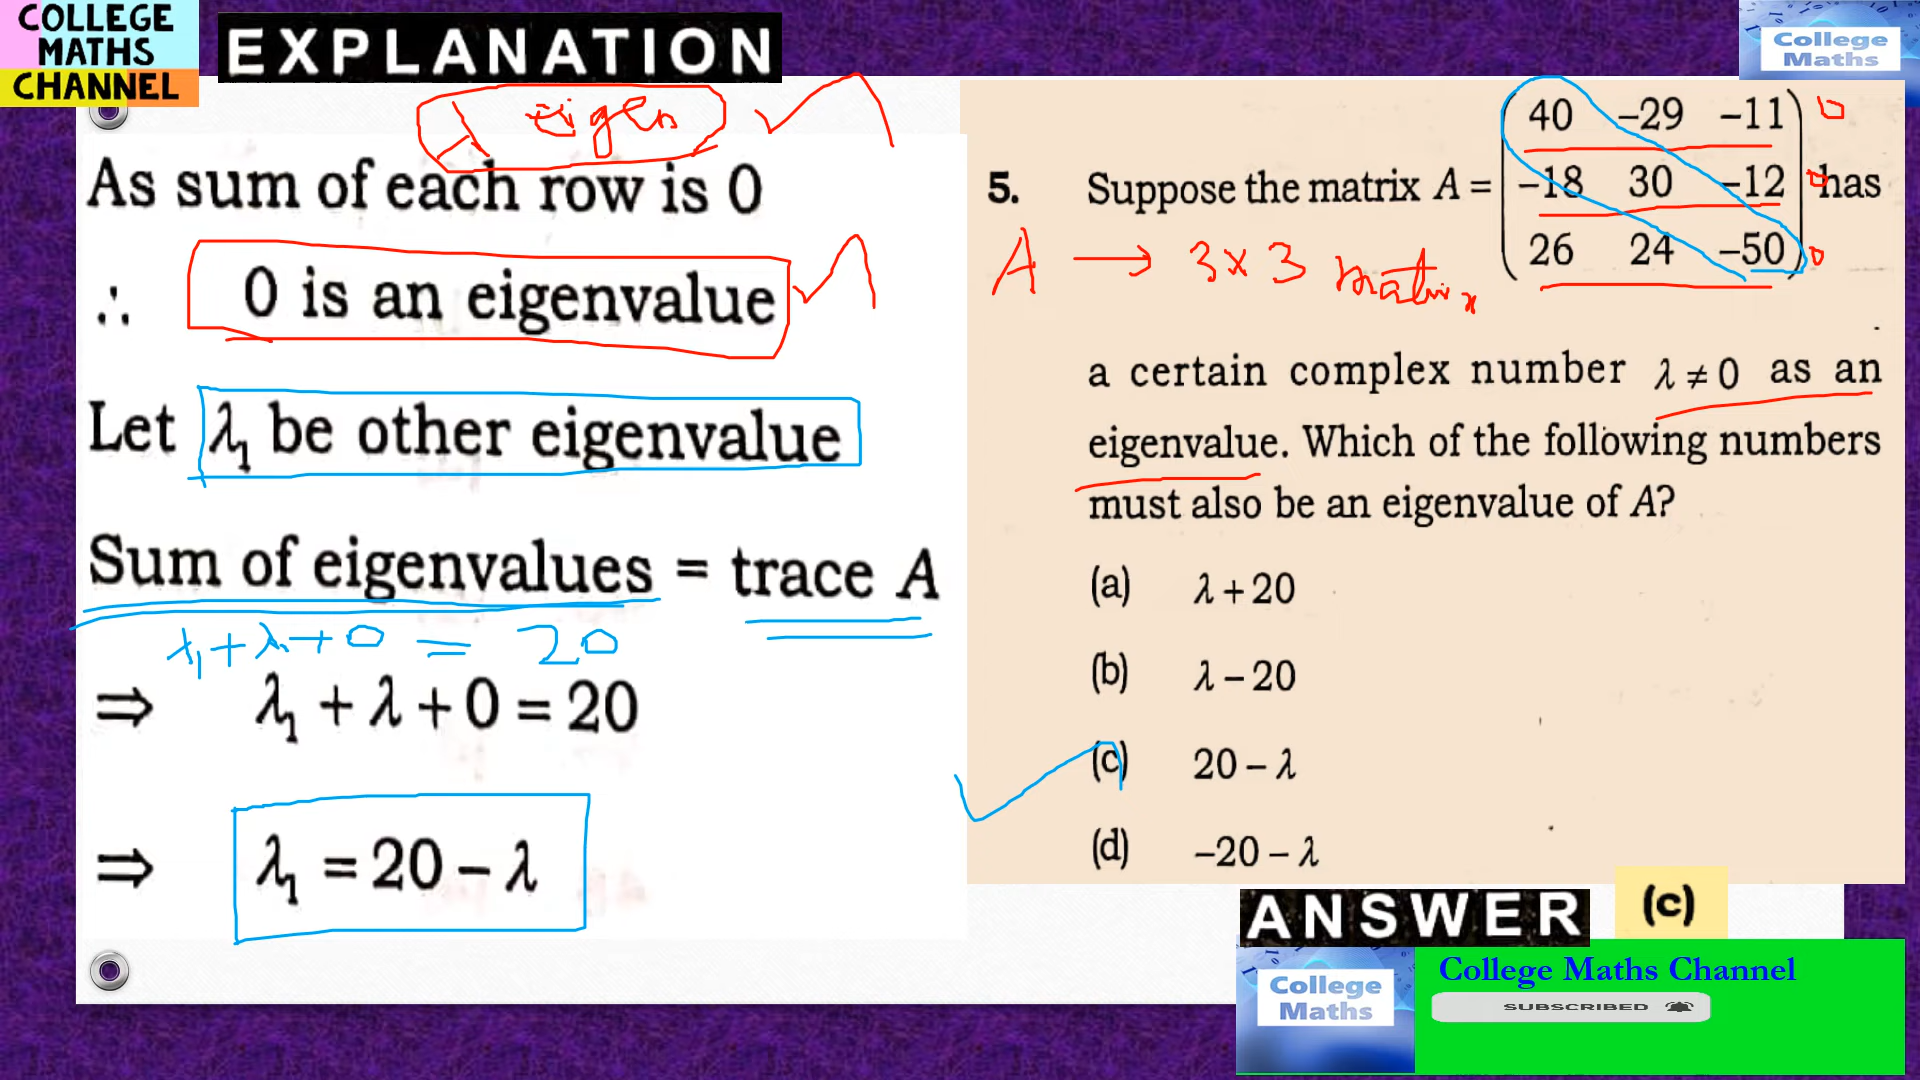 COLLEGE
MATHS
CHANNEL
EXPLANATION
College
Maths
eigen
As sum of each row is 0
∴ 0 is an eigenvalue
Let λ₁ be other eigenvalue
Sum of eigenvalues = trace A
λ₁ + λ + 0 = 20
⇒ λ₁ + λ + 0 = 20
⇒ λ₁ = 20 − λ
40 −29 −11 0
5. Suppose the matrix A = −18 30 −12 0 has
26 24 −50 0
A → 3×3 matrix
a certain complex number λ ≠ 0 as an
eigenvalue. Which of the following numbers
must also be an eigenvalue of A?
(a) λ + 20
(b) λ − 20
(c) 20 − λ
(d) −20 − λ
ANSWER (c)
College
Maths
College Maths Channel
SUBSCRIBED